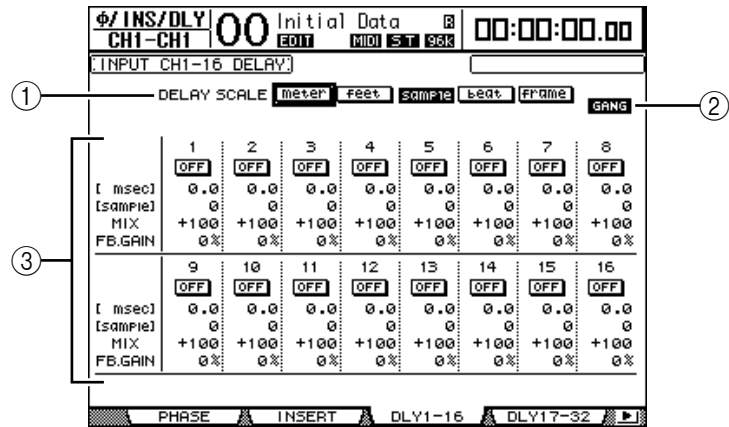 Φ/INS/DLY 00 Initial Data R 00:00:00.00
CH1-CH1 EDIT MIDI ST 96k
INPUT CH1-16 DELAY
① DELAY SCALE meter feet sample beat frame
GANG ②
1 2 3 4 5 6 7 8
OFF OFF OFF OFF OFF OFF OFF OFF
[ msec] 0.0 0.0 0.0 0.0 0.0 0.0 0.0 0.0
[sample] 0 0 0 0 0 0 0 0
MIX +100 +100 +100 +100 +100 +100 +100 +100
FB.GAIN 0% 0% 0% 0% 0% 0% 0% 0%
③
9 10 11 12 13 14 15 16
OFF OFF OFF OFF OFF OFF OFF OFF
[ msec] 0.0 0.0 0.0 0.0 0.0 0.0 0.0 0.0
[sample] 0 0 0 0 0 0 0 0
MIX +100 +100 +100 +100 +100 +100 +100 +100
FB.GAIN 0% 0% 0% 0% 0% 0% 0% 0%
PHASE INSERT DLY1-16 DLY17-32